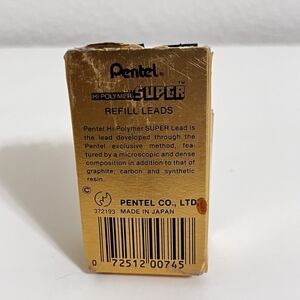 Pentel®
HI-POLYMER SUPER™
REFILL LEADS
Pentel Hi-Polymer SUPER Lead is
the lead developed through the
Pentel exclusive method, fea-
tured by a microscopic and dense
composition in addition to that of
graphite, carbon and synthetic
resin.
© PENTEL CO., LTD.
372193 MADE IN JAPAN
0 72512 00745